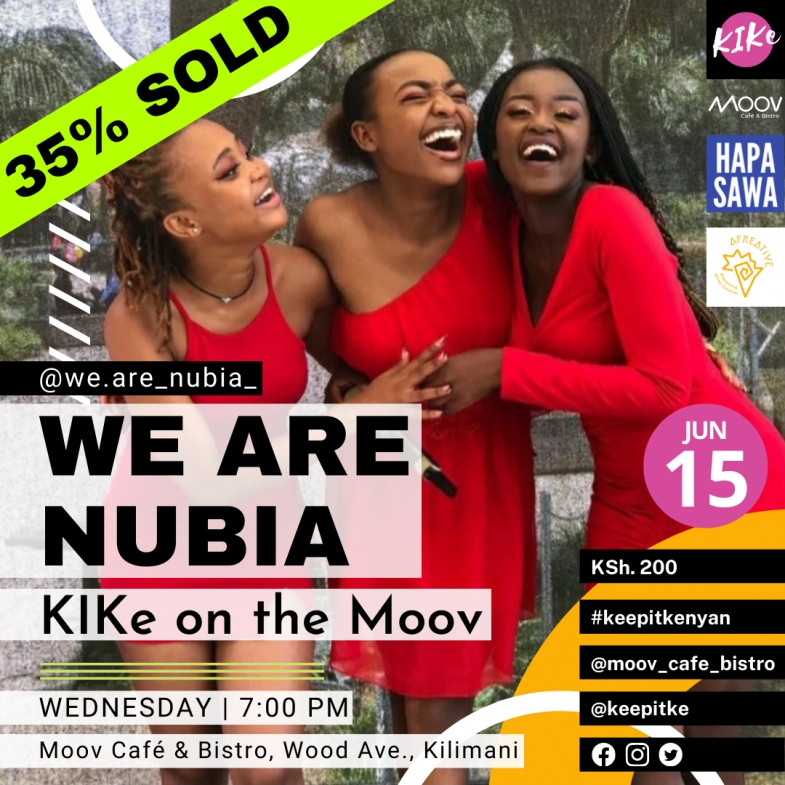 35% SOLD
KIKe
MOOV
Café & Bistro
HAPA
SAWA
AFREATIVE
@we.are_nubia_
WE ARE
NUBIA
KIKe on the Moov
WEDNESDAY | 7:00 PM
Moov Café & Bistro, Wood Ave., Kilimani
JUN
15
KSh. 200
#keepitkenyan
@moov_cafe_bistro
@keepitke